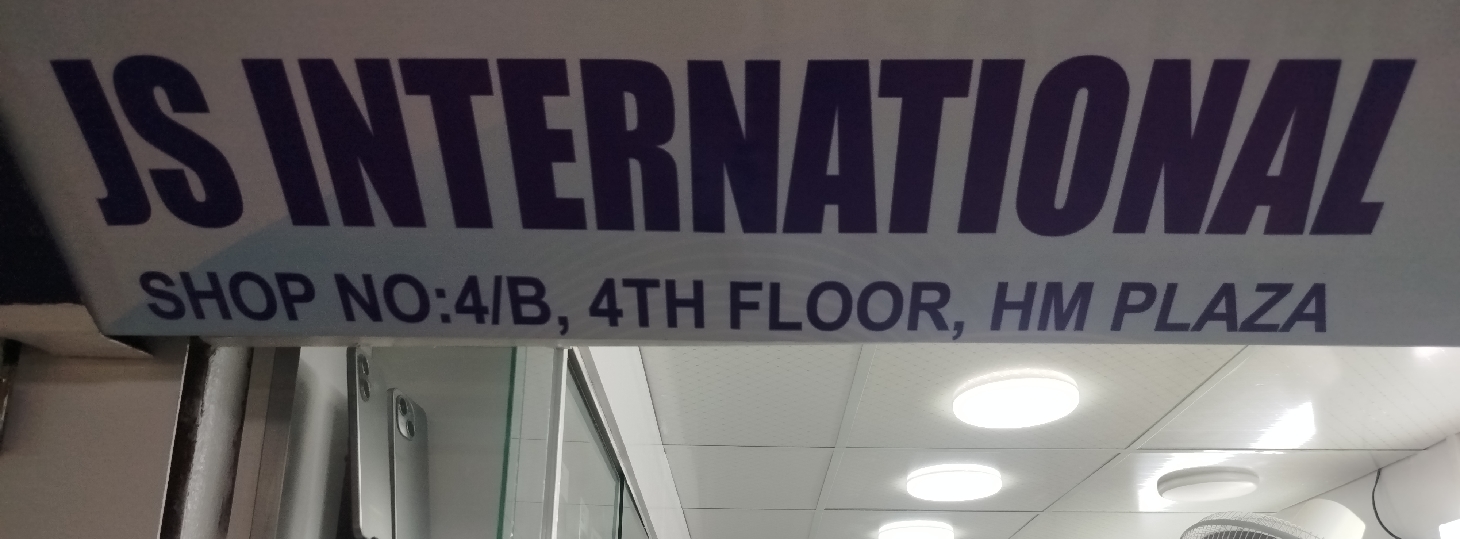 JS INTERNATIONAL
SHOP NO:4/B, 4TH FLOOR, HM PLAZA